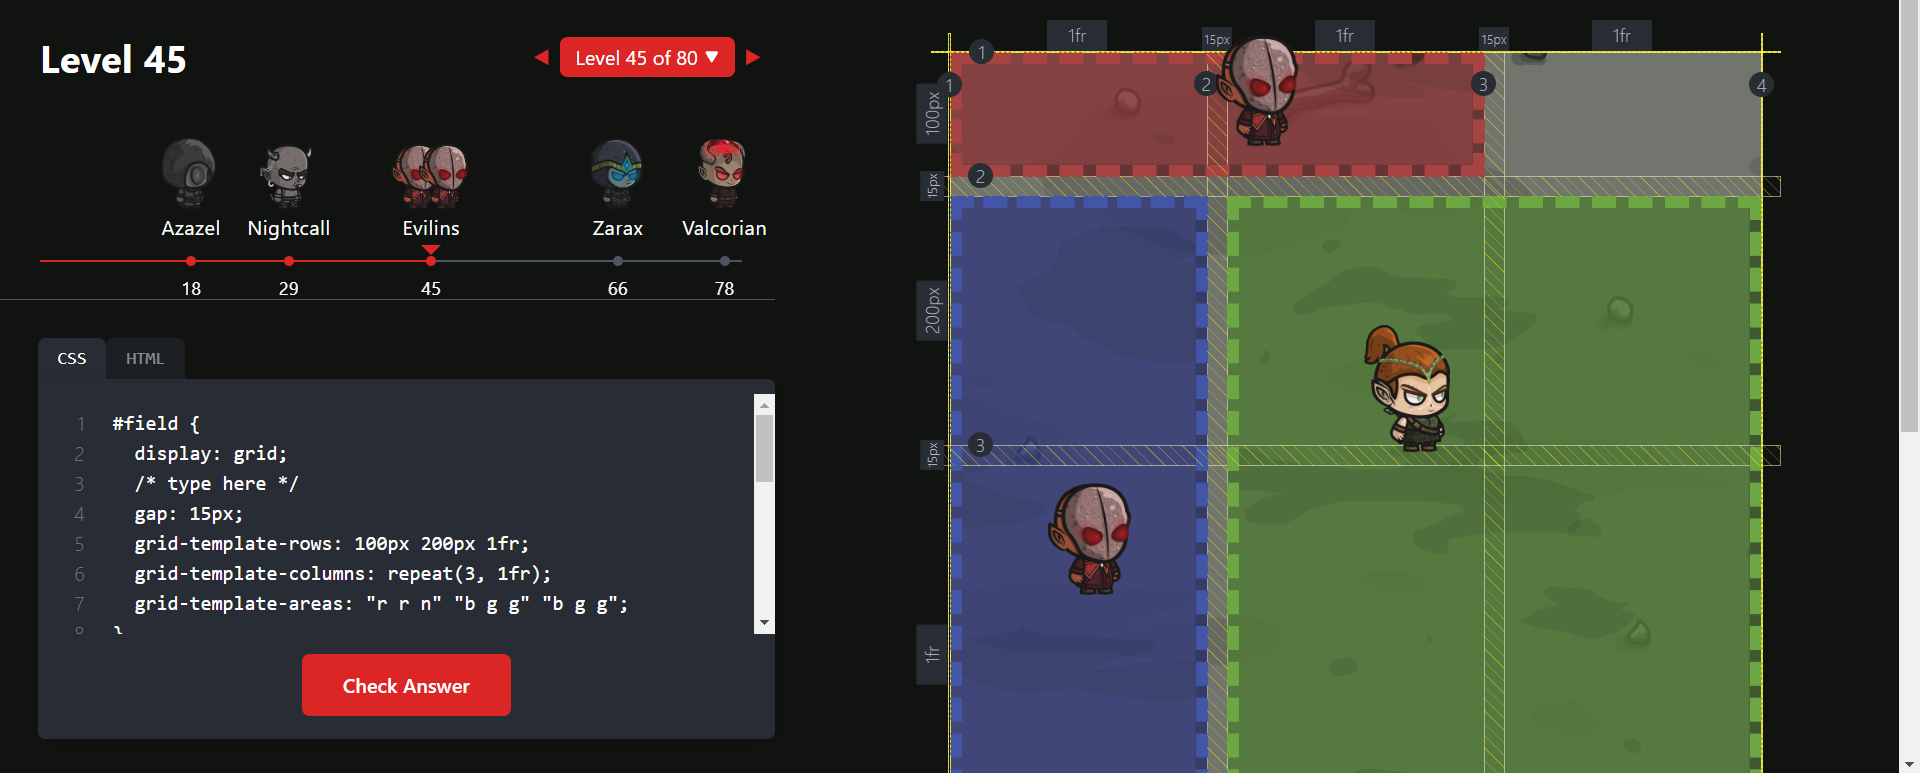 Level 45
Level 45 of 80 ▼
Azazel
Nightcall
Evilins
Zarax
Valcorian
18
29
45
66
78
CSS
HTML
1 #field {
2 display: grid;
3 /* type here */
4 gap: 15px;
5 grid-template-rows: 100px 200px 1fr;
6 grid-template-columns: repeat(3, 1fr);
7 grid-template-areas: "r r n" "b g g" "b g g";
}
Check Answer
1fr
15px
1fr
15px
1fr
1
1
2
3
4
100px
15px
2
200px
15px
3
1fr